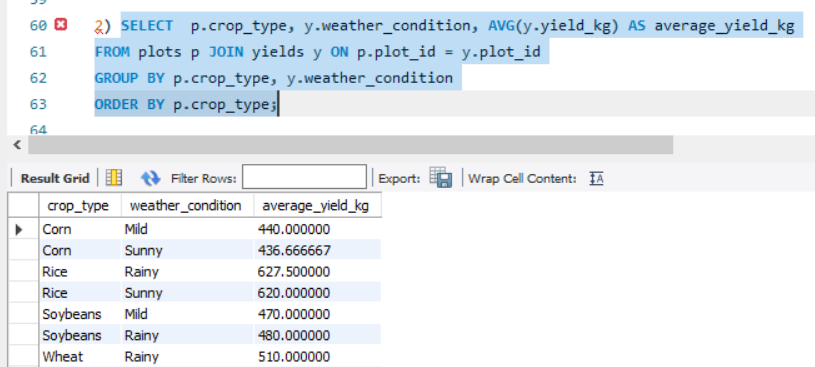 59
60 2) SELECT  p.crop_type, y.weather_condition, AVG(y.yield_kg) AS average_yield_kg
61 FROM plots p JOIN yields y ON p.plot_id = y.plot_id
62 GROUP BY p.crop_type, y.weather_condition
63 ORDER BY p.crop_type;
64
Result Grid Filter Rows: Export: Wrap Cell Content:
crop_type weather_condition average_yield_kg
Corn Mild 440.000000
Corn Sunny 436.666667
Rice Rainy 627.500000
Rice Sunny 620.000000
Soybeans Mild 470.000000
Soybeans Rainy 480.000000
Wheat Rainy 510.000000